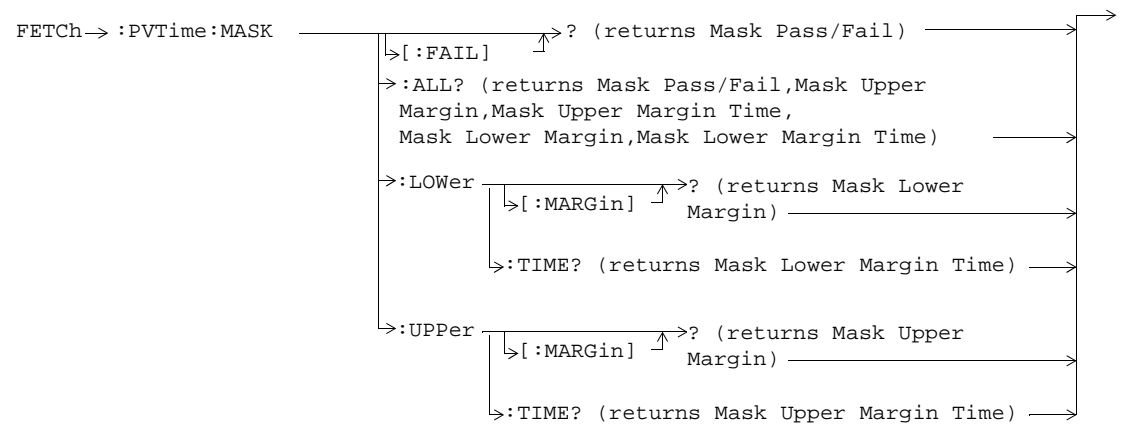 FETCh :PVTime:MASK ? (returns Mask Pass/Fail)
[:FAIL]
:ALL? (returns Mask Pass/Fail,Mask Upper
Margin,Mask Upper Margin Time,
Mask Lower Margin,Mask Lower Margin Time)
:LOWer ? (returns Mask Lower
[:MARGin] Margin)
:TIME? (returns Mask Lower Margin Time)
:UPPer ? (returns Mask Upper
[:MARGin] Margin)
:TIME? (returns Mask Upper Margin Time)